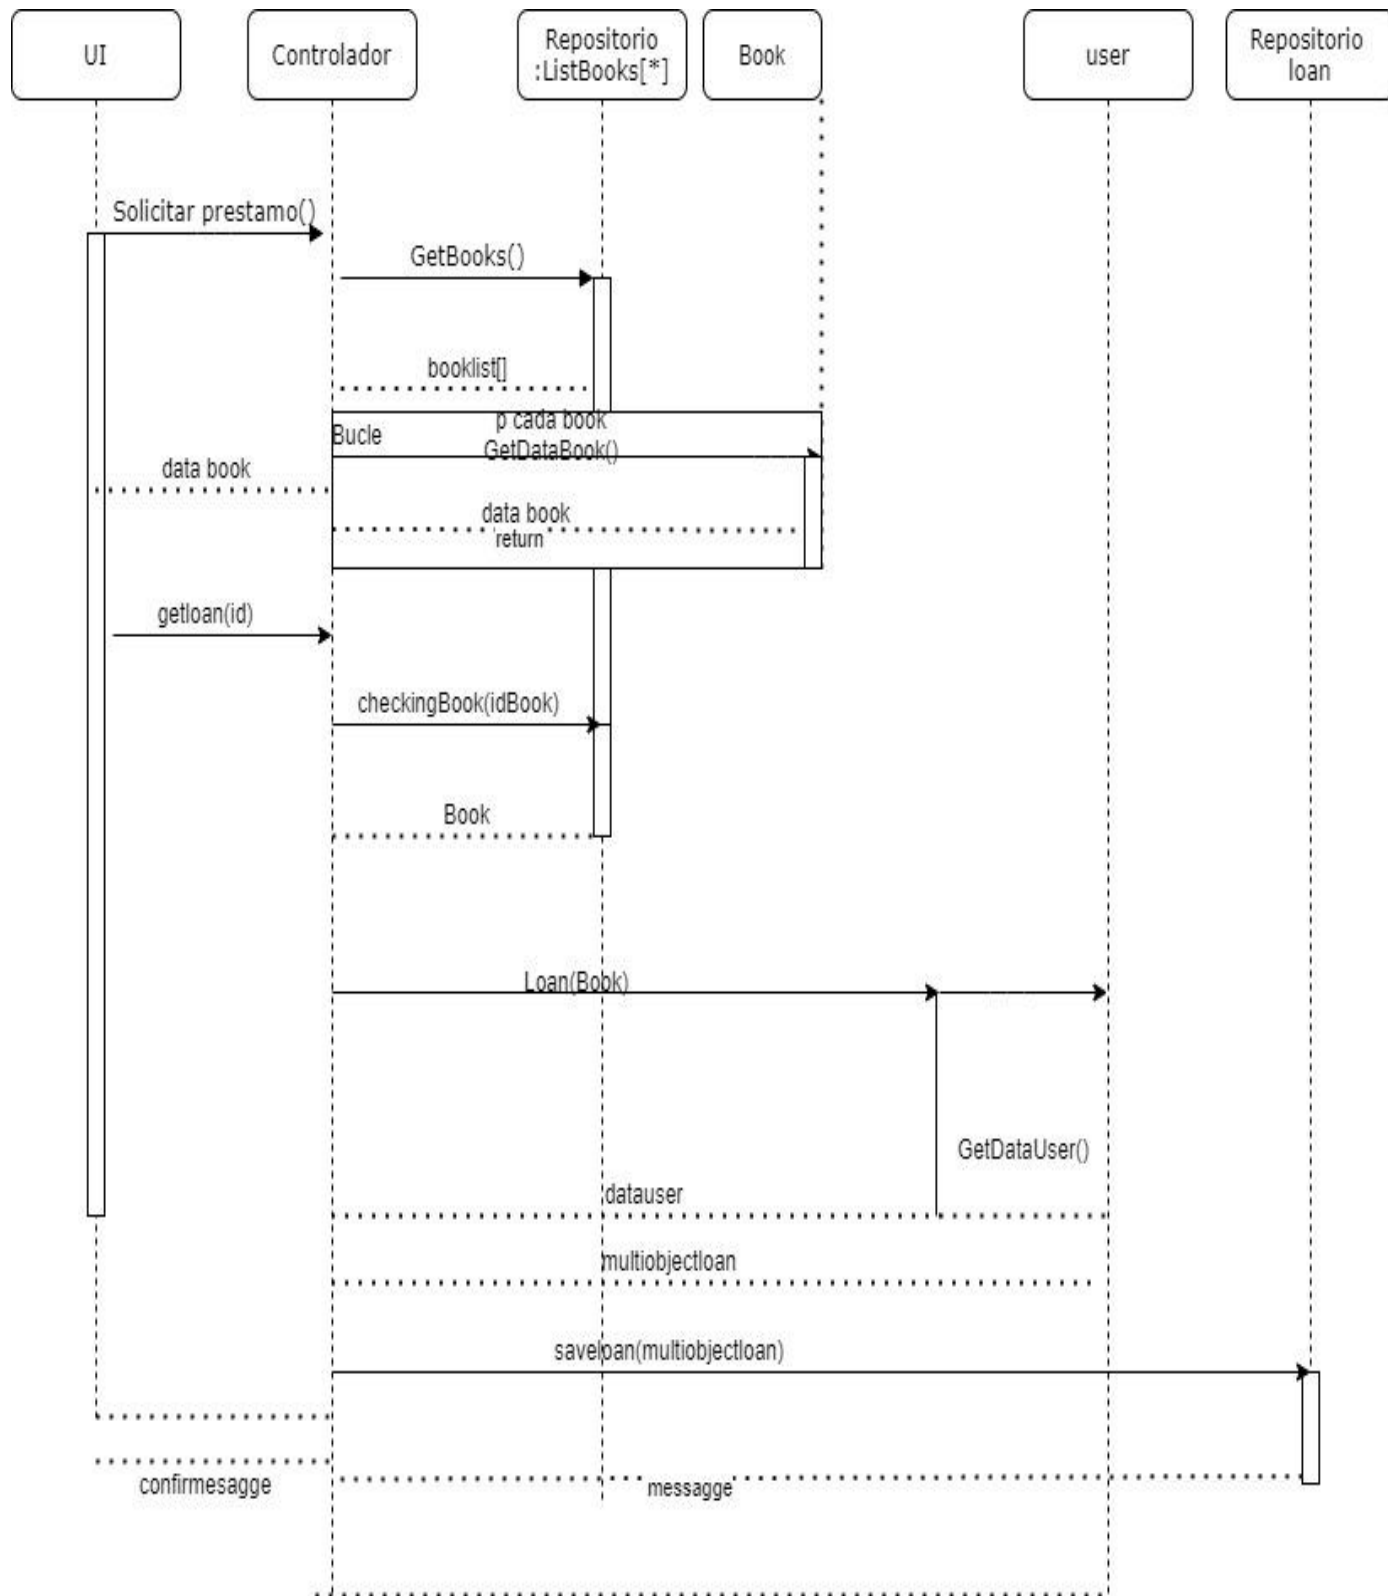 UI
Controlador
Repositorio
:ListBooks[*]
Book
user
Repositorio
loan
Solicitar prestamo()
GetBooks()
booklist[]
p cada book
Bucle
GetDataBook()
data book
data book
return
getloan(id)
checkingBook(idBook)
Book
Loan(Book)
GetDataUser()
datauser
multiobjectloan
saveloan(multiobjectloan)
confirmesagge
messagge